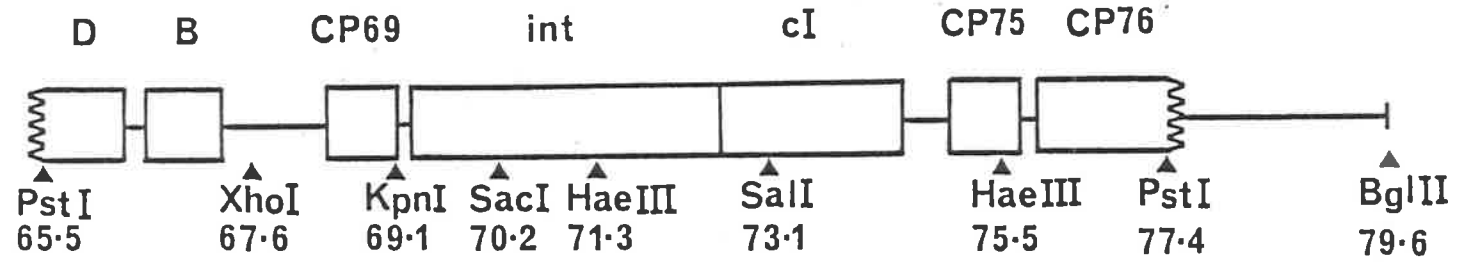 D B CP69 int cI CP75 CP76
PstI XhoI KpnI SacI HaeIII SalI HaeIII PstI BglII
65·5 67·6 69·1 70·2 71·3 73·1 75·5 77·4 79·6